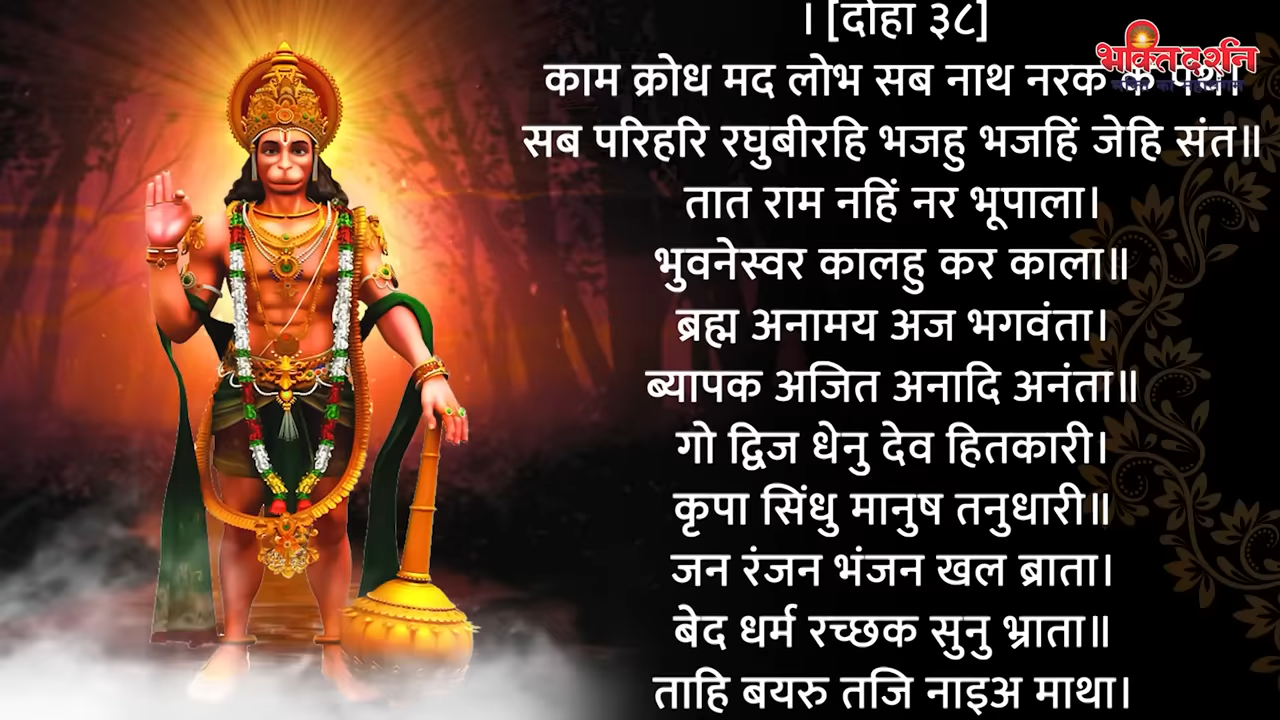 । [दोहा ३८]
काम क्रोध मद लोभ सब नाथ नरक के पंथ।
सब परिहरि रघुबीरहि भजहु भजहिं जेहि संत॥
तात राम नहिं नर भूपाला।
भुवनेस्वर कालहु कर काला॥
ब्रह्म अनामय अज भगवंता।
ब्यापक अजित अनादि अनंता॥
गो द्विज धेनु देव हितकारी।
कृपा सिंधु मानुष तनुधारी॥
जन रंजन भंजन खल ब्राता।
बेद धर्म रच्छक सुनु भ्राता॥
ताहि बयरु तजि नाइअ माथा।
भक्ति दर्शन